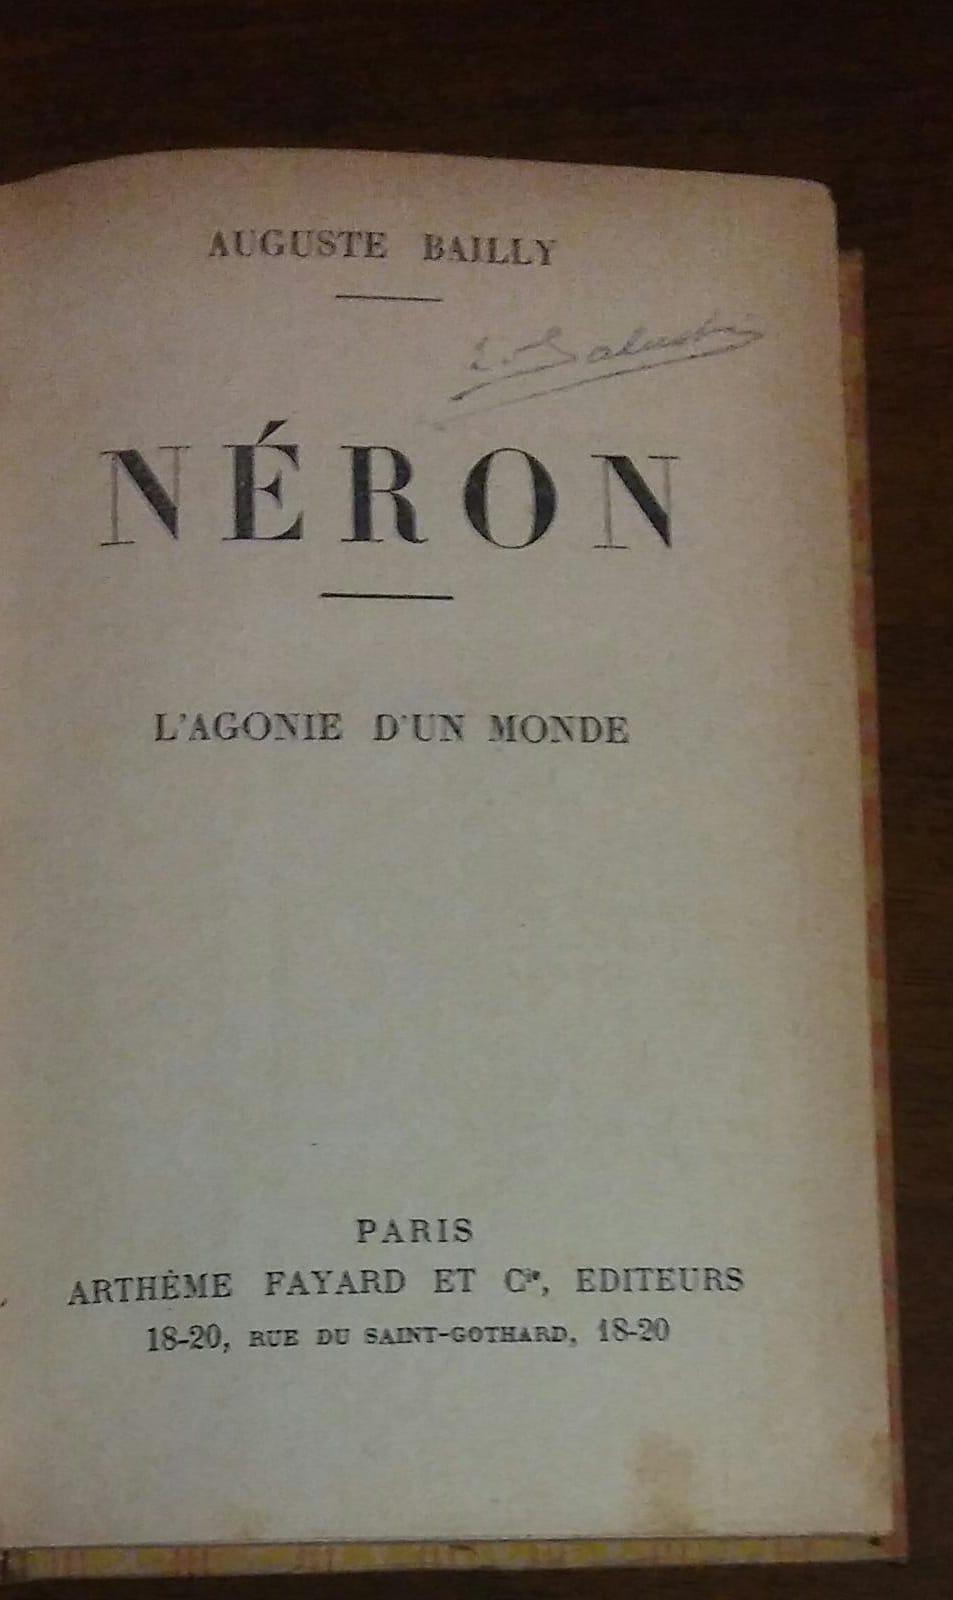 AUGUSTE BAILLY
NÉRON
L'AGONIE D'UN MONDE
PARIS
ARTHÈME FAYARD ET Cie, EDITEURS
18-20, RUE DU SAINT-GOTHARD, 18-20